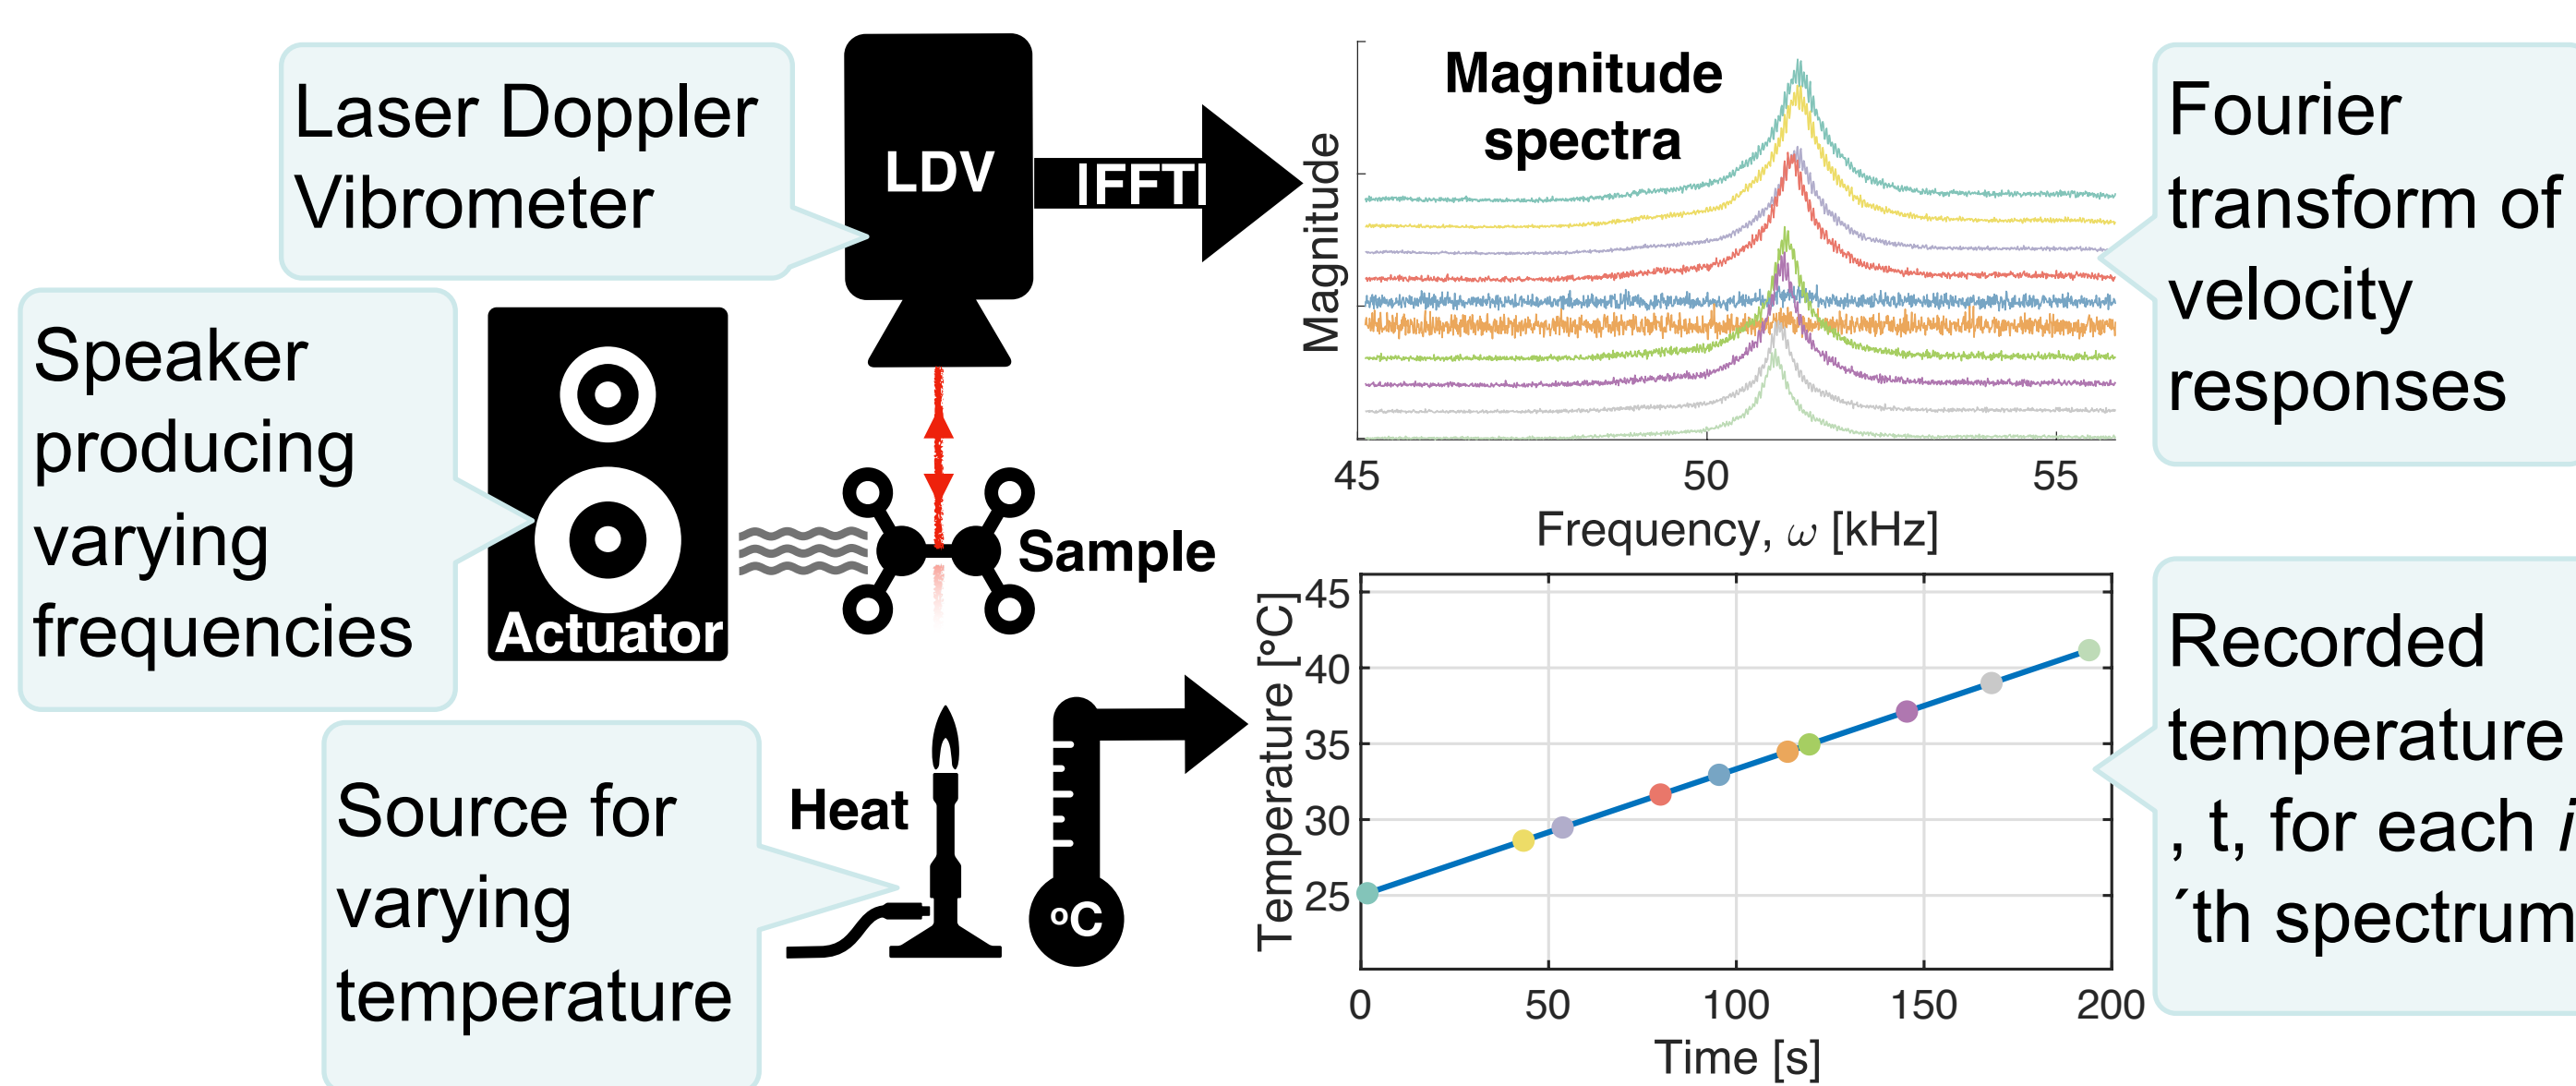 Laser Doppler
Vibrometer
LDV
|FFT|
Speaker
producing
varying
frequencies
Actuator
Sample
Source for
varying
temperature
Heat
ºC
Magnitude
spectra
Magnitude
45
50
55
Frequency, ω [kHz]
Fourier
transform of
velocity
responses
Temperature [°C]
45
40
35
30
25
0
50
100
150
200
Time [s]
Recorded
temperature
, t, for each i
´th spectrum